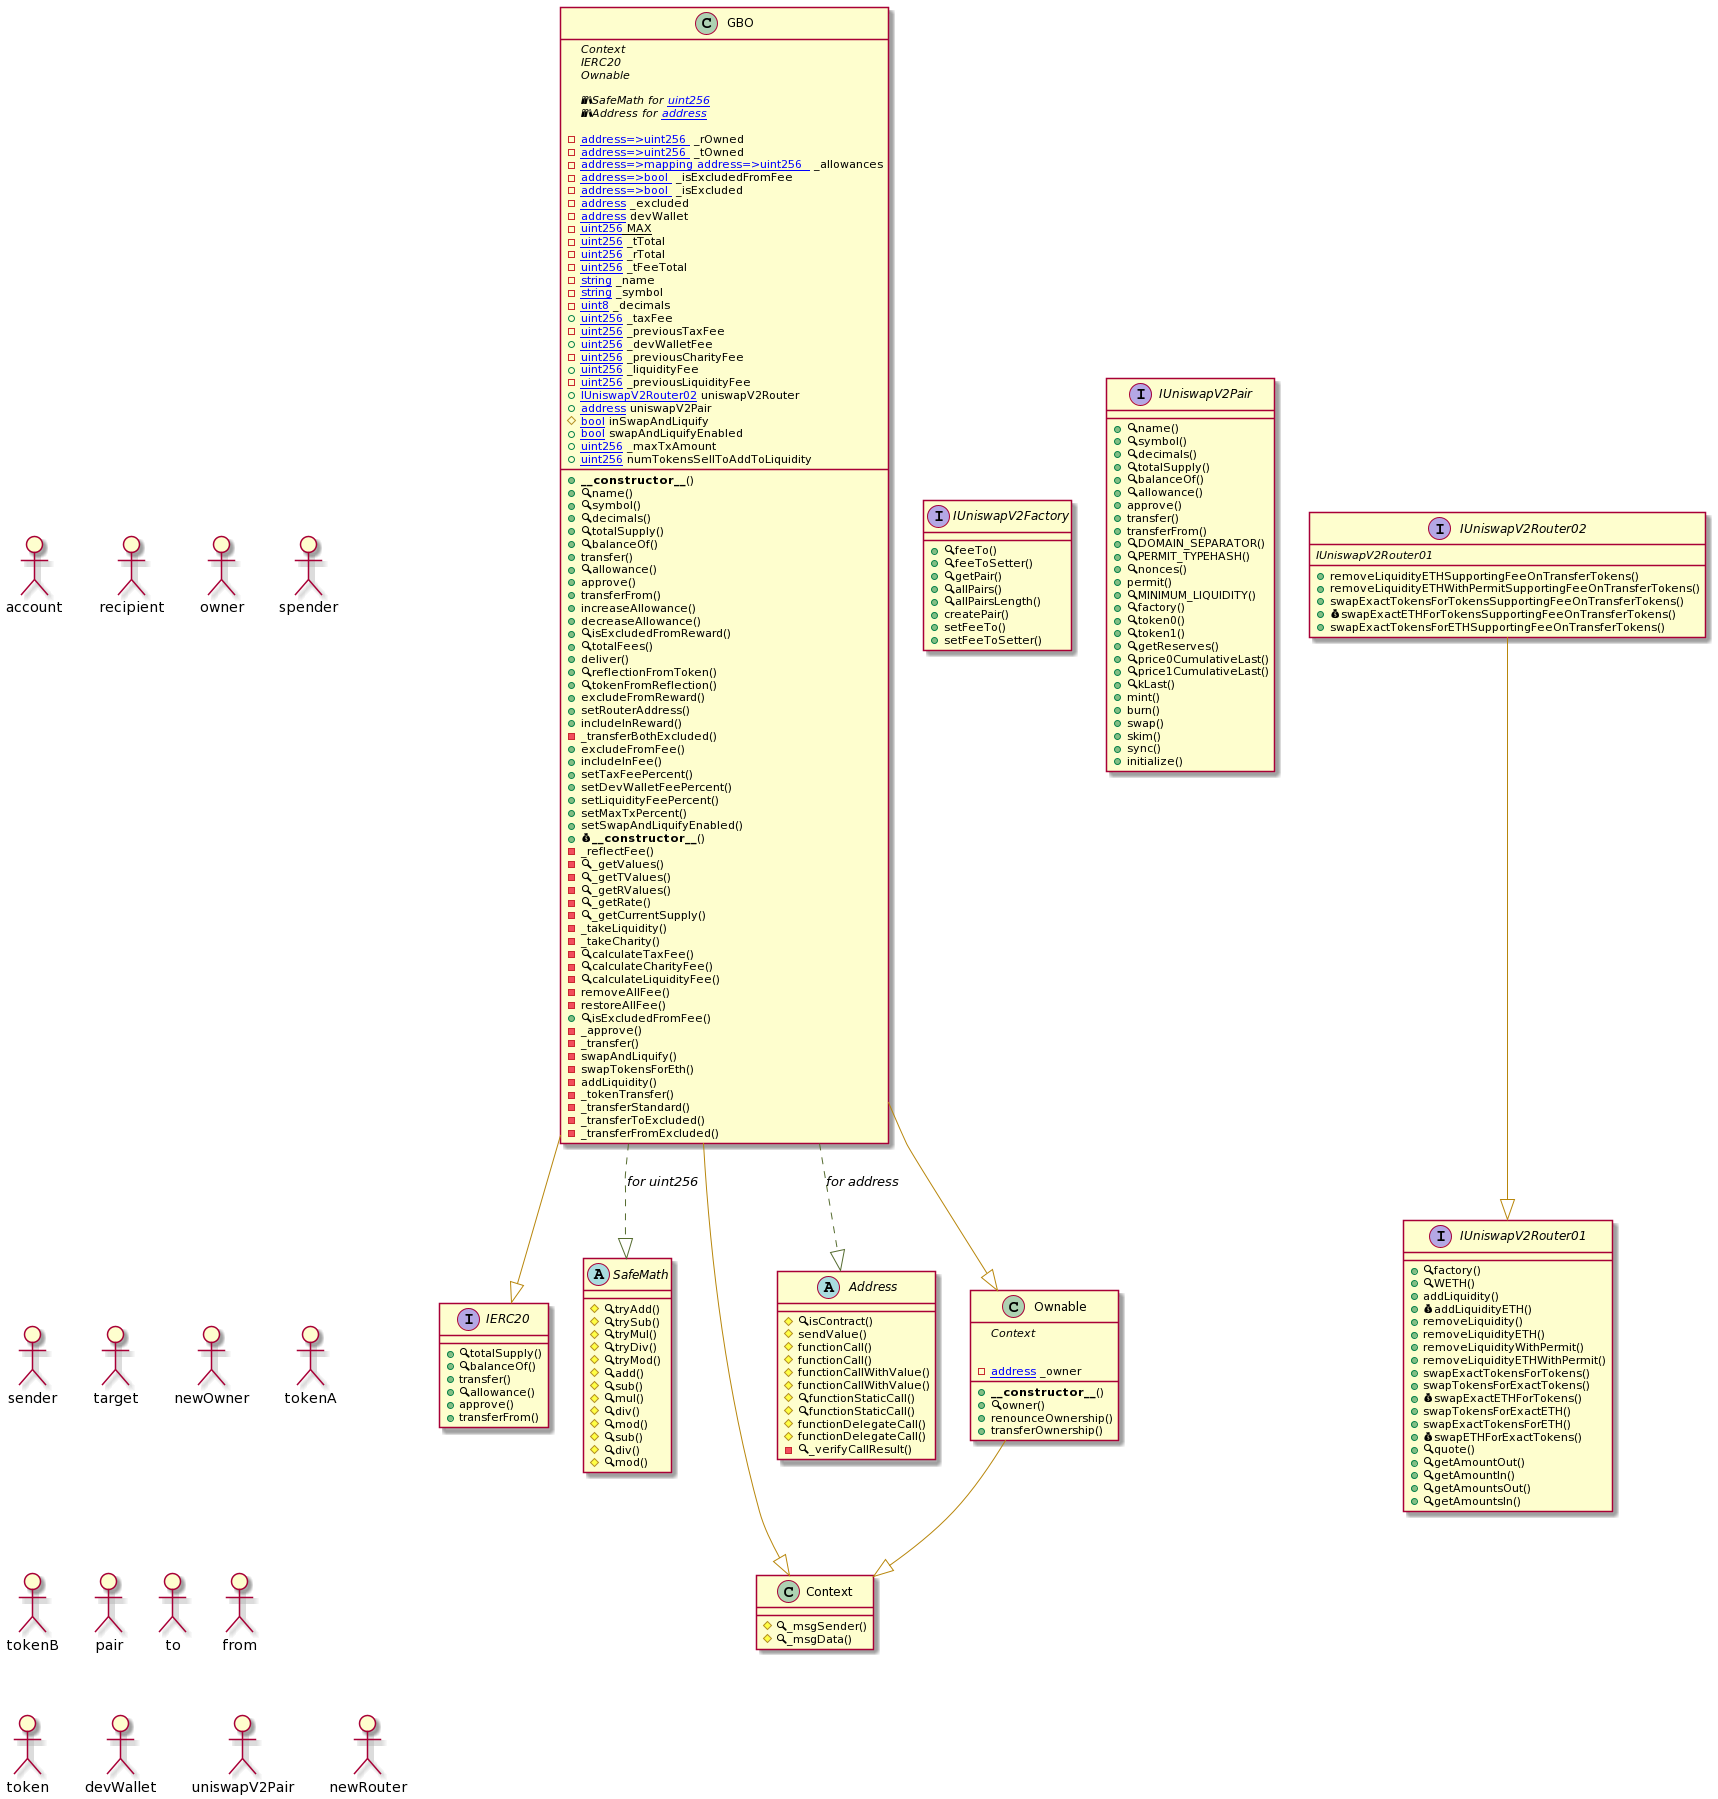 GBO
Context
IERC20
Ownable
SafeMath for uint256
Address for address
address=>uint256 _rOwned
address=>uint256 _tOwned
address=>mapping address=>uint256 _allowances
address=>bool _isExcludedFromFee
address=>bool _isExcluded
address _excluded
address devWallet
uint256 MAX
uint256 _tTotal
uint256 _rTotal
uint256 _tFeeTotal
string _name
string _symbol
uint8 _decimals
uint256 _taxFee
uint256 _previousTaxFee
uint256 _devWalletFee
uint256 _previousCharityFee
uint256 _liquidityFee
uint256 _previousLiquidityFee
IUniswapV2Router02 uniswapV2Router
address uniswapV2Pair
bool inSwapAndLiquify
bool swapAndLiquifyEnabled
uint256 _maxTxAmount
uint256 numTokensSellToAddToLiquidity
__constructor__()
name()
symbol()
decimals()
totalSupply()
balanceOf()
transfer()
allowance()
approve()
transferFrom()
increaseAllowance()
decreaseAllowance()
isExcludedFromReward()
totalFees()
deliver()
reflectionFromToken()
tokenFromReflection()
excludeFromReward()
setRouterAddress()
includeInReward()
_transferBothExcluded()
excludeFromFee()
includeInFee()
setTaxFeePercent()
setDevWalletFeePercent()
setLiquidityFeePercent()
setMaxTxPercent()
setSwapAndLiquifyEnabled()
__constructor__()
_reflectFee()
_getValues()
_getTValues()
_getRValues()
_getRate()
_getCurrentSupply()
_takeLiquidity()
_takeCharity()
calculateTaxFee()
calculateCharityFee()
calculateLiquidityFee()
removeAllFee()
restoreAllFee()
isExcludedFromFee()
_approve()
_transfer()
swapAndLiquify()
swapTokensForEth()
addLiquidity()
_tokenTransfer()
_transferStandard()
_transferToExcluded()
_transferFromExcluded()
IUniswapV2Factory
feeTo()
feeToSetter()
getPair()
allPairs()
allPairsLength()
createPair()
setFeeTo()
setFeeToSetter()
IUniswapV2Pair
name()
symbol()
decimals()
totalSupply()
balanceOf()
allowance()
approve()
transfer()
transferFrom()
DOMAIN_SEPARATOR()
PERMIT_TYPEHASH()
nonces()
permit()
MINIMUM_LIQUIDITY()
factory()
token0()
token1()
getReserves()
price0CumulativeLast()
price1CumulativeLast()
kLast()
mint()
burn()
swap()
skim()
sync()
initialize()
IUniswapV2Router02
IUniswapV2Router01
removeLiquidityETHSupportingFeeOnTransferTokens()
removeLiquidityETHWithPermitSupportingFeeOnTransferTokens()
swapExactTokensForTokensSupportingFeeOnTransferTokens()
swapExactETHForTokensSupportingFeeOnTransferTokens()
swapExactTokensForETHSupportingFeeOnTransferTokens()
account
recipient
owner
spender
for uint256
for address
IERC20
totalSupply()
balanceOf()
transfer()
allowance()
approve()
transferFrom()
SafeMath
tryAdd()
trySub()
tryMul()
tryDiv()
tryMod()
add()
sub()
mul()
div()
mod()
sub()
div()
mod()
Address
isContract()
sendValue()
functionCall()
functionCall()
functionCallWithValue()
functionCallWithValue()
functionStaticCall()
functionStaticCall()
functionDelegateCall()
functionDelegateCall()
_verifyCallResult()
Ownable
Context
address _owner
__constructor__()
owner()
renounceOwnership()
transferOwnership()
IUniswapV2Router01
factory()
WETH()
addLiquidity()
addLiquidityETH()
removeLiquidity()
removeLiquidityETH()
removeLiquidityWithPermit()
removeLiquidityETHWithPermit()
swapExactTokensForTokens()
swapTokensForExactTokens()
swapExactETHForTokens()
swapTokensForExactETH()
swapExactTokensForETH()
swapETHForExactTokens()
quote()
getAmountOut()
getAmountIn()
getAmountsOut()
getAmountsIn()
sender
target
newOwner
tokenA
Context
_msgSender()
_msgData()
tokenB
pair
to
from
token
devWallet
uniswapV2Pair
newRouter